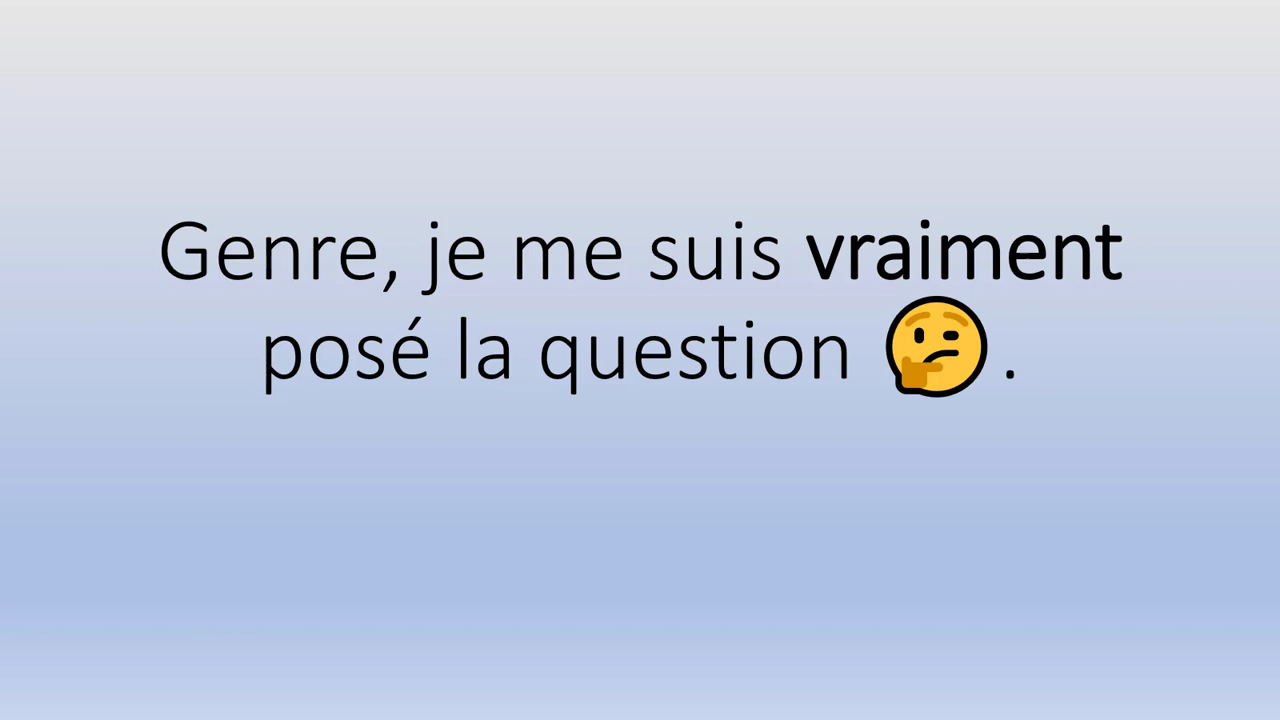 Genre, je me suis vraiment
posé la question 🤔.